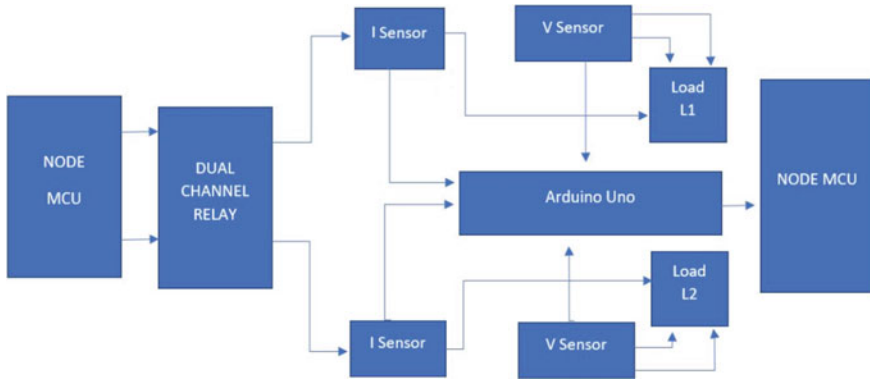 I Sensor
V Sensor
Load
L1
NODE
MCU
DUAL
CHANNEL
RELAY
Arduino Uno
NODE MCU
Load
L2
I Sensor
V Sensor